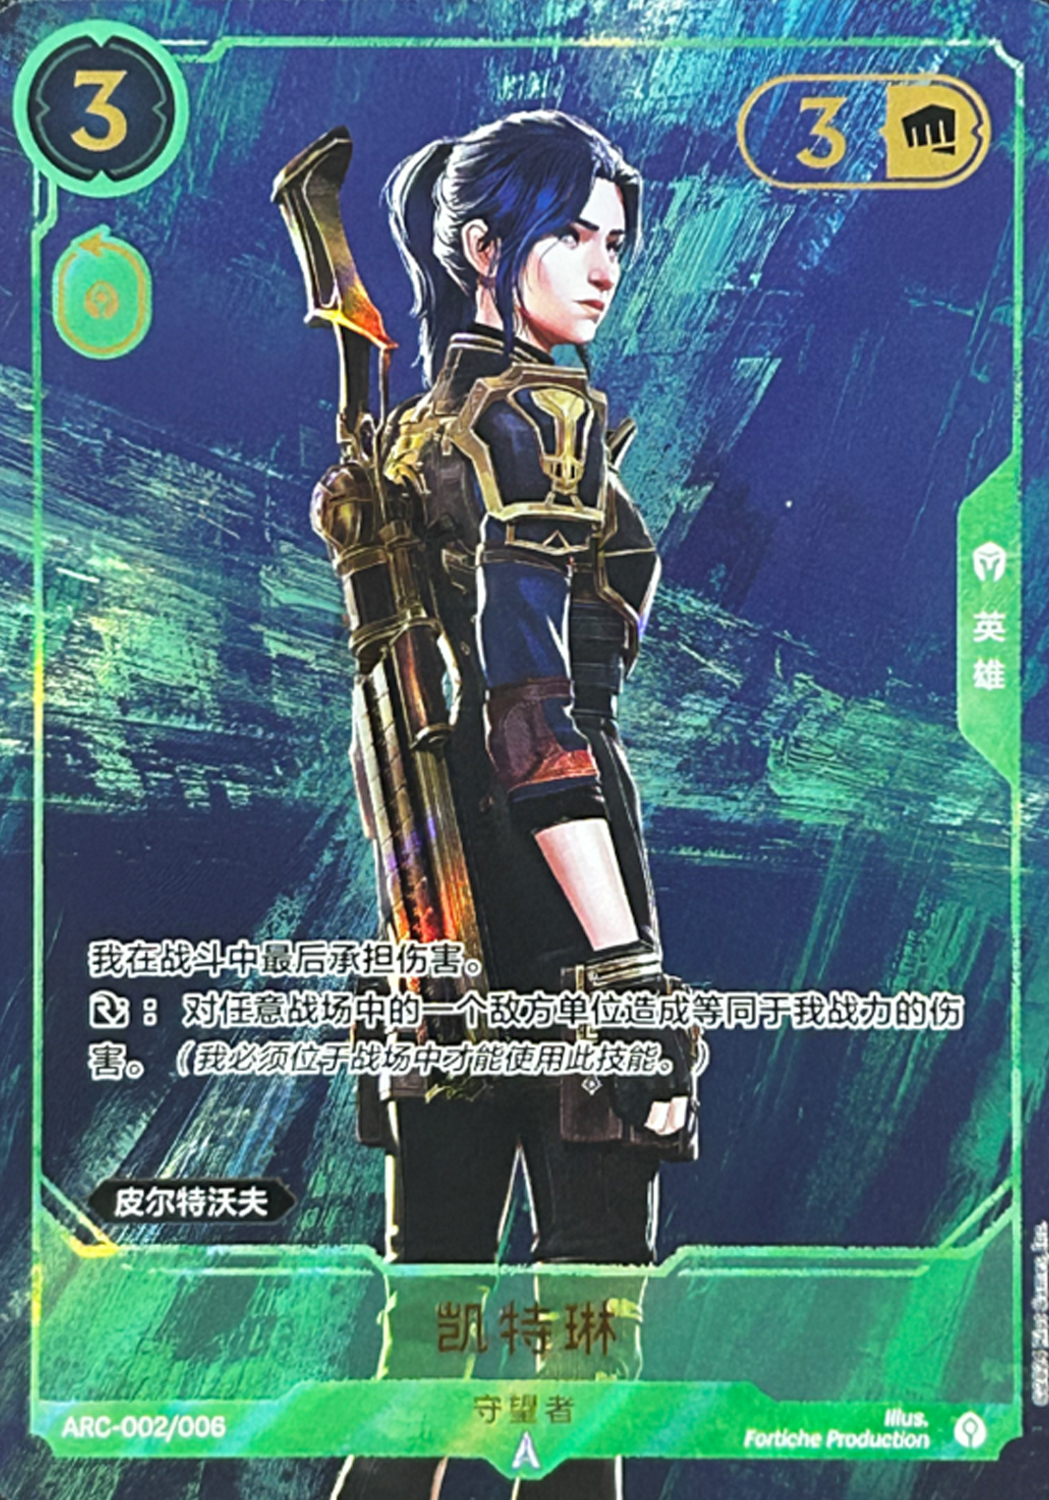 3
3
英雄
我在战斗中最后承担伤害。
：对任意战场中的一个敌方单位造成等同于我战力的伤
害。（我必须位于战场中才能使用此技能。）
皮尔特沃夫
凯特琳
守望者
ARC-002/006
Illus.
Fortiche Production